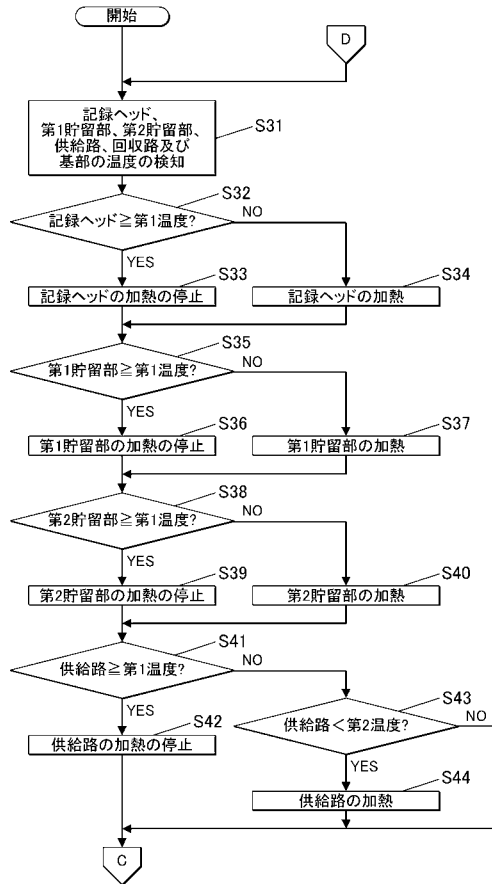 開始
D
記録ヘッド、
第1貯留部、第2貯留部、
供給路、回収路及び
基部の温度の検知
S31
S32
記録ヘッド≧第1温度?
NO
YES
S33
記録ヘッドの加熱の停止
S34
記録ヘッドの加熱
S35
第1貯留部≧第1温度?
NO
YES
S36
第1貯留部の加熱の停止
S37
第1貯留部の加熱
S38
第2貯留部≧第1温度?
NO
YES
S39
第2貯留部の加熱の停止
S40
第2貯留部の加熱
S41
供給路≧第1温度?
NO
YES
S42
供給路の加熱の停止
S43
供給路<第2温度?
NO
YES
S44
供給路の加熱
C